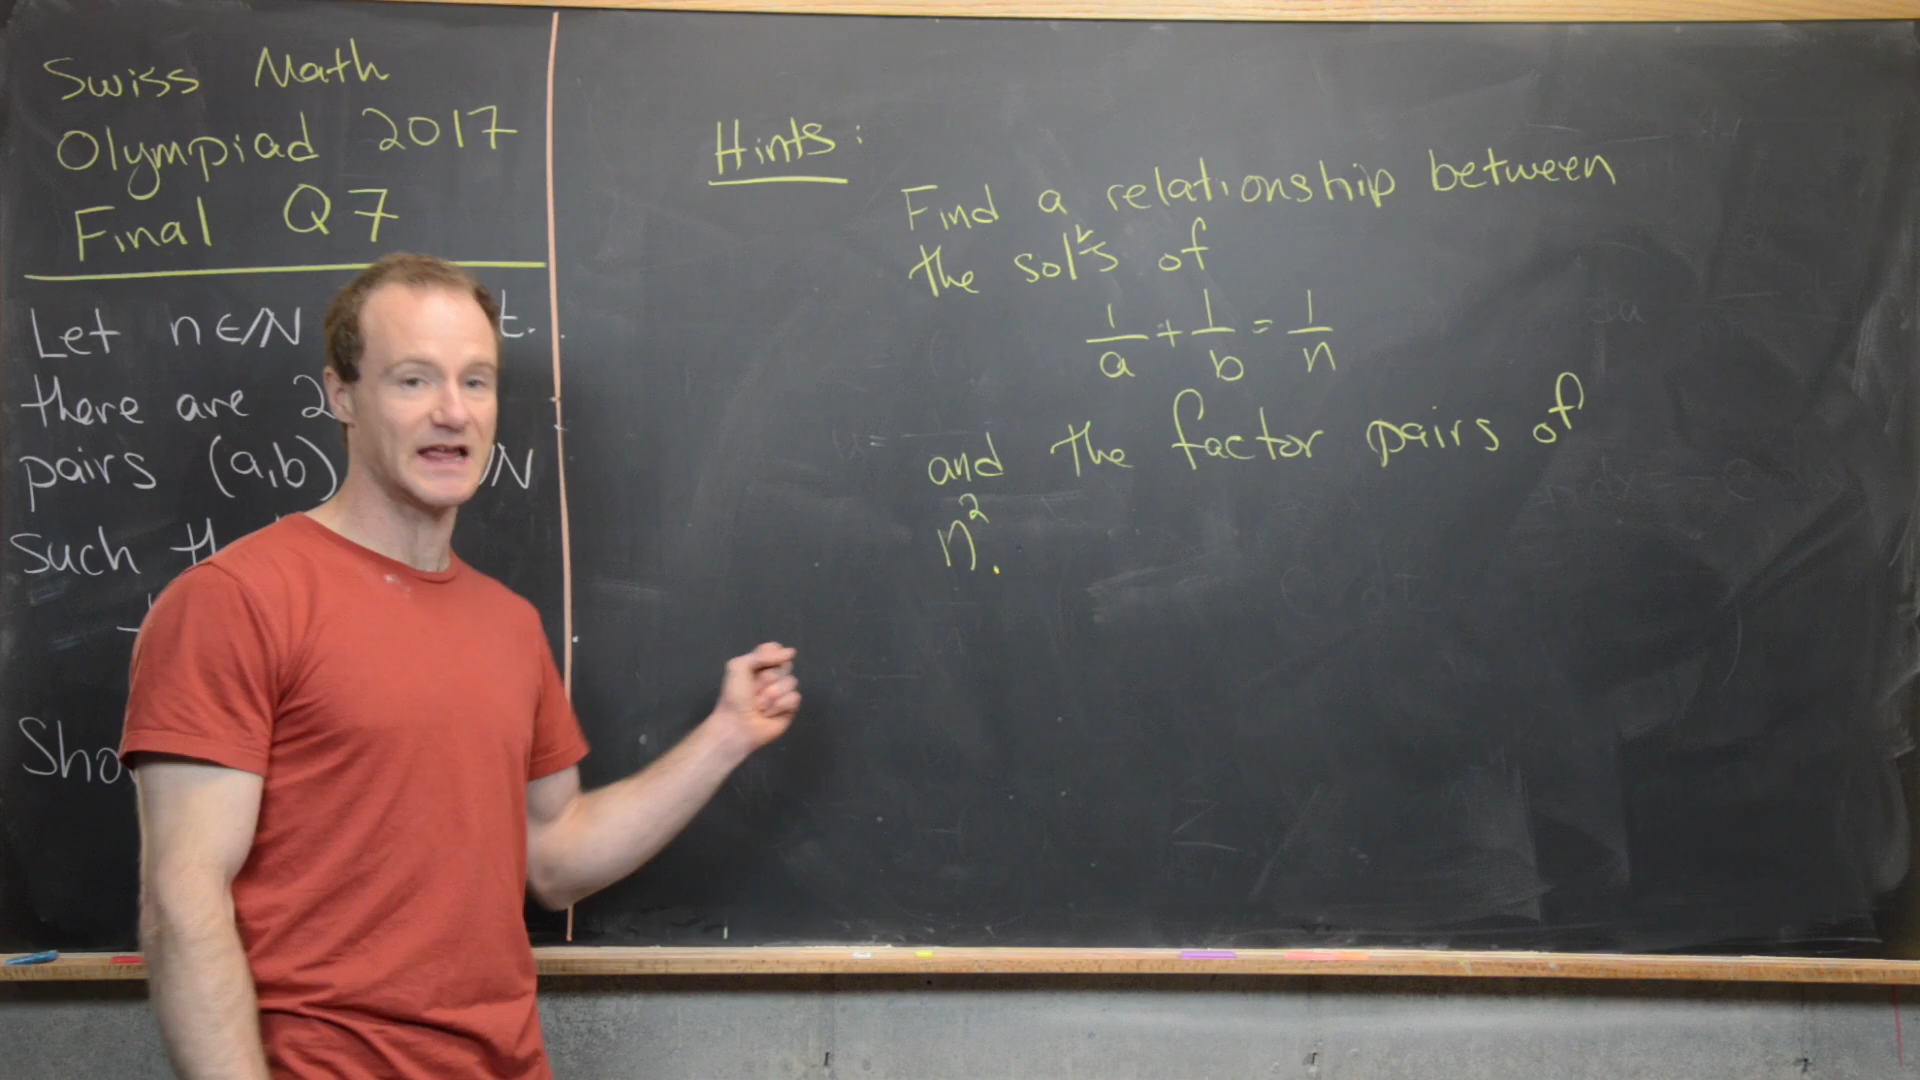 Swiss Math
Olympiad 2017
Final Q7
Let n∈ℕ t.
there are 2
pairs (a,b) ℕ
such th
Sho
Hints:
Find a relationship between
the solⁿs of
1/a + 1/b = 1/n
and the factor pairs of
n².